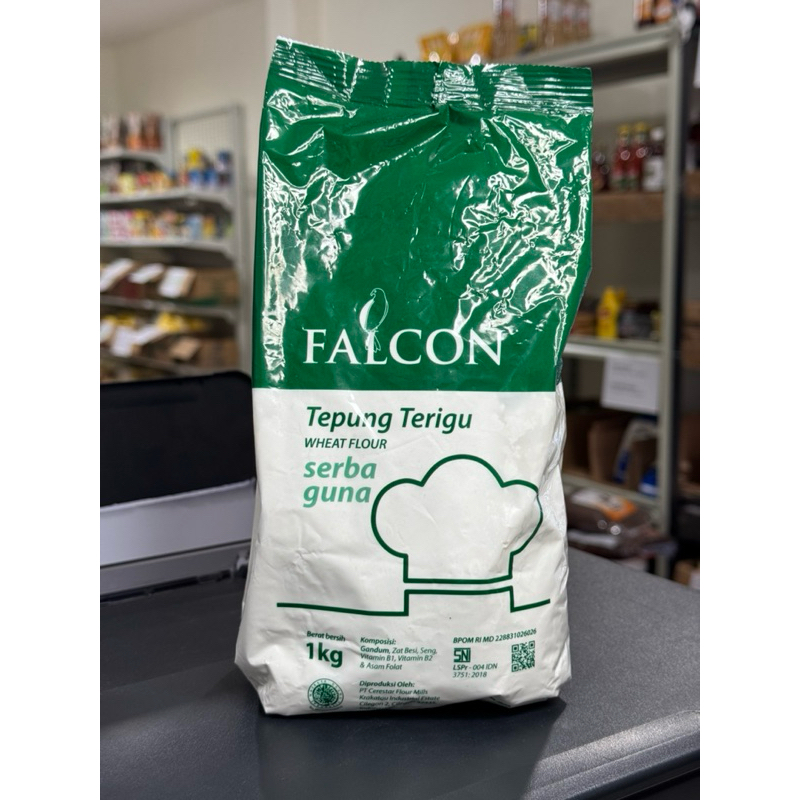 FALCON
Tepung Terigu
WHEAT FLOUR
serba
guna
Berat bersih
1kg
Komposisi:
Gandum, Zat Besi, Seng,
Vitamin B1, Vitamin B2
& Asam Folat
BPOM RI MD 228831026026
SNI
LSPr - 004 IDN
3751: 2018
Diproduksi Oleh:
PT Cerestar Flour Mills